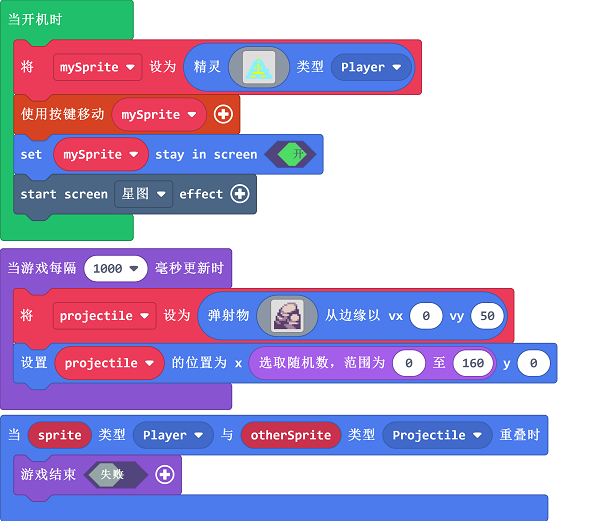 当开机时
将 mySprite 设为 精灵 类型 Player
使用按键移动 mySprite
set mySprite stay in screen 开
start screen 星图 effect
当游戏每隔 1000 毫秒更新时
将 projectile 设为 弹射物 从边缘以 vx 0 vy 50
设置 projectile 的位置为 x 选取随机数，范围为 0 至 160 y 0
当 sprite 类型 Player 与 otherSprite 类型 Projectile 重叠时
游戏结束 失败